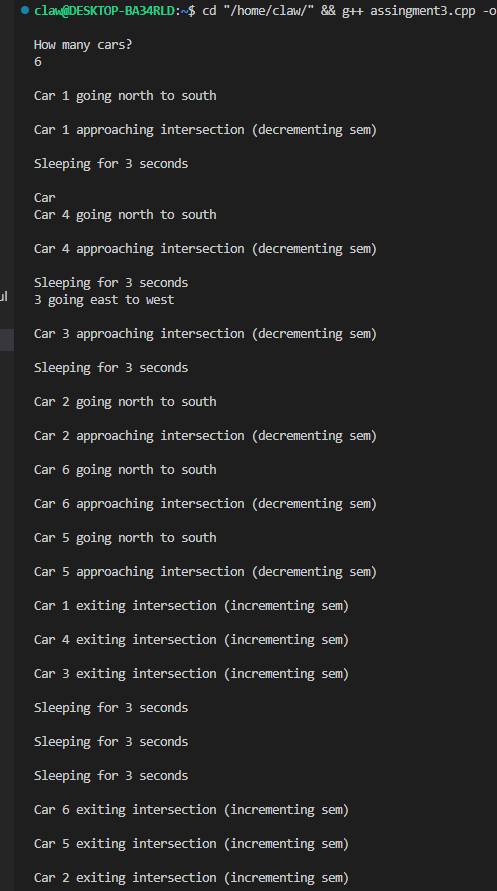 claw@DESKTOP-BA34RLD:~$ cd "/home/claw/" && g++ assingment3.cpp -o
How many cars?
6
Car 1 going north to south
Car 1 approaching intersection (decrementing sem)
Sleeping for 3 seconds
Car
Car 4 going north to south
Car 4 approaching intersection (decrementing sem)
Sleeping for 3 seconds
ul
3 going east to west
Car 3 approaching intersection (decrementing sem)
Sleeping for 3 seconds
Car 2 going north to south
Car 2 approaching intersection (decrementing sem)
Car 6 going north to south
Car 6 approaching intersection (decrementing sem)
Car 5 going north to south
Car 5 approaching intersection (decrementing sem)
Car 1 exiting intersection (incrementing sem)
Car 4 exiting intersection (incrementing sem)
Car 3 exiting intersection (incrementing sem)
Sleeping for 3 seconds
Sleeping for 3 seconds
Sleeping for 3 seconds
Car 6 exiting intersection (incrementing sem)
Car 5 exiting intersection (incrementing sem)
Car 2 exiting intersection (incrementing sem)